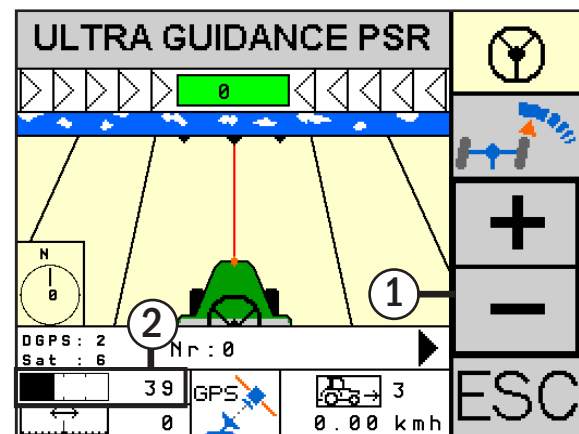 ULTRA GUIDANCE PSR
0
N
0
1
2
DGPS: 2
Sat : 6
Nr:0
39
GPS
3
0
0.00 kmh
ESC